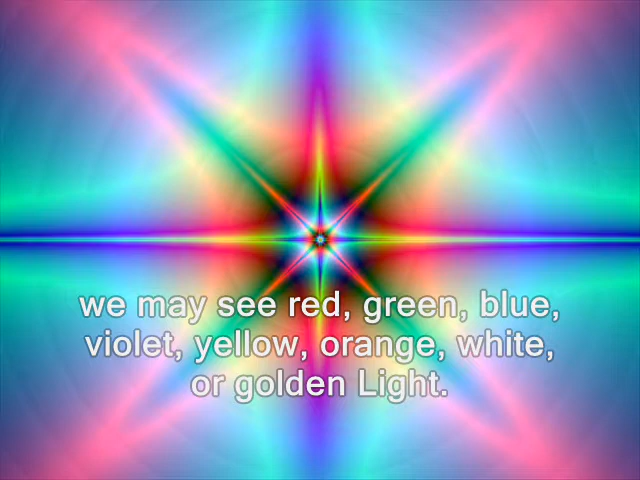 we may see red, green, blue,
violet, yellow, orange, white,
or golden Light.